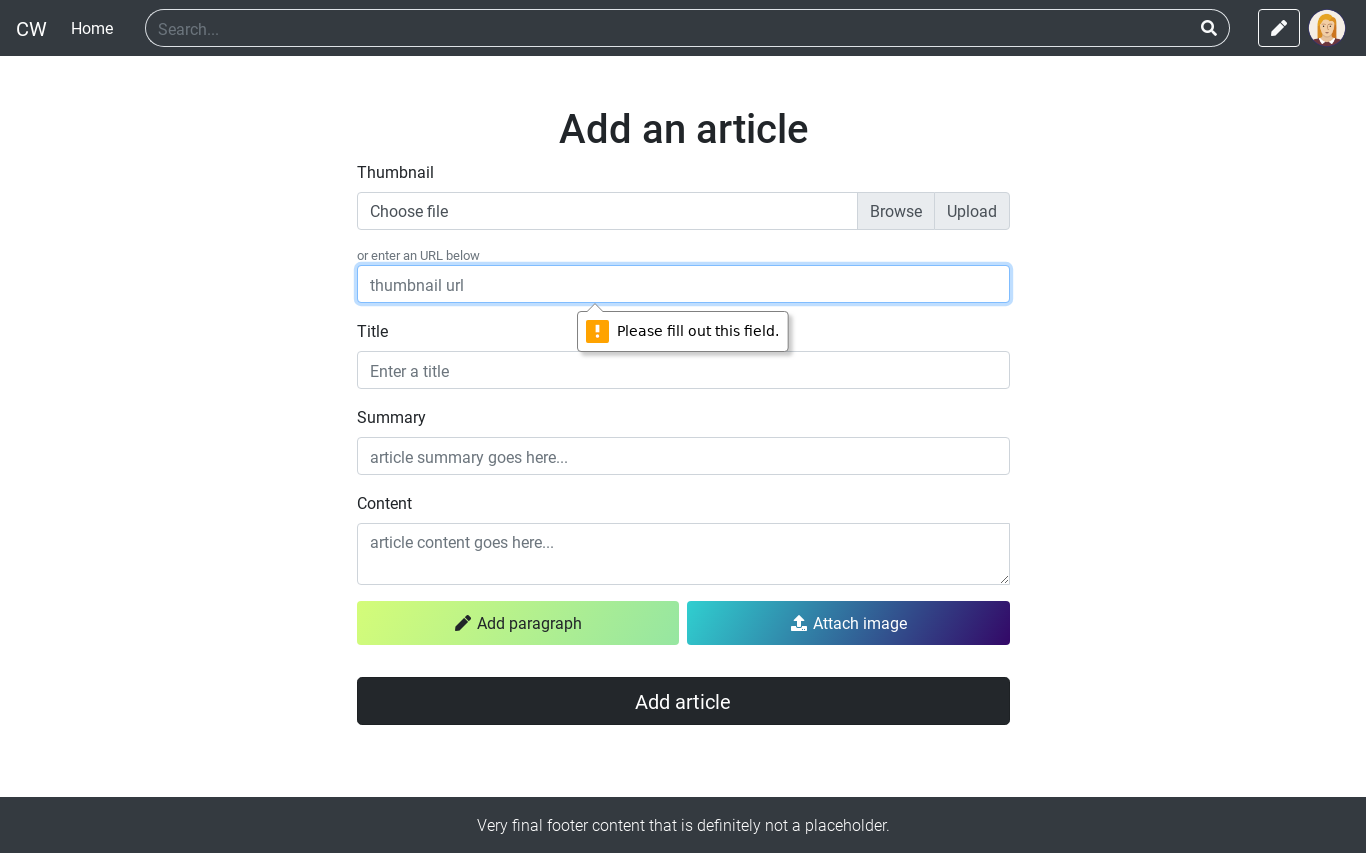 CW Home Search...
Add an article
Thumbnail
Choose file Browse Upload
or enter an URL below
thumbnail url
Please fill out this field.
Title
Enter a title
Summary
article summary goes here...
Content
article content goes here...
Add paragraph Attach image
Add article
Very final footer content that is definitely not a placeholder.